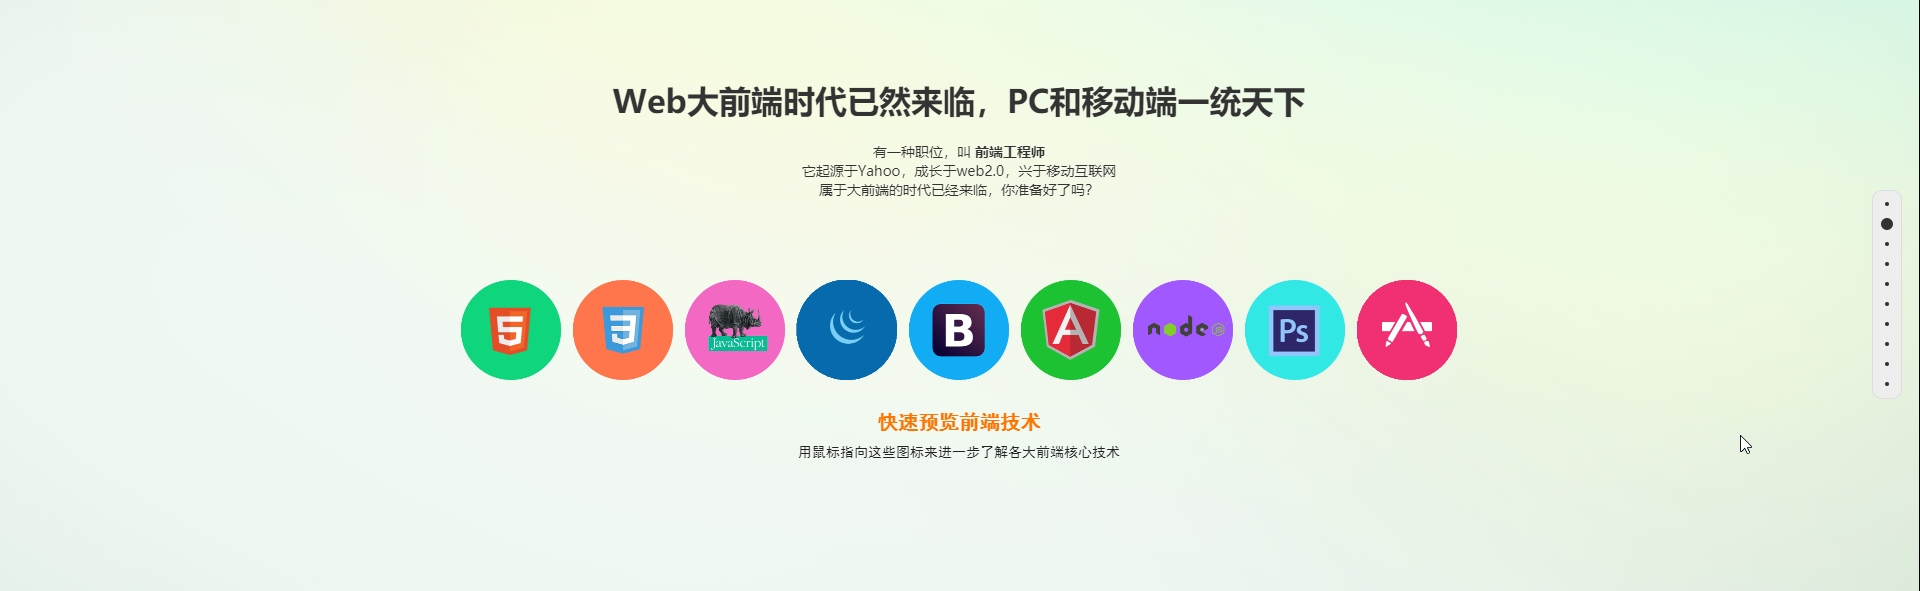 Web大前端时代已然来临，PC和移动端一统天下
有一种职位，叫 前端工程师
它起源于Yahoo，成长于web2.0，兴于移动互联网
属于大前端的时代已经来临，你准备好了吗？
5 3 JavaScript B A node JS Ps
快速预览前端技术
用鼠标指向这些图标来进一步了解各大前端核心技术